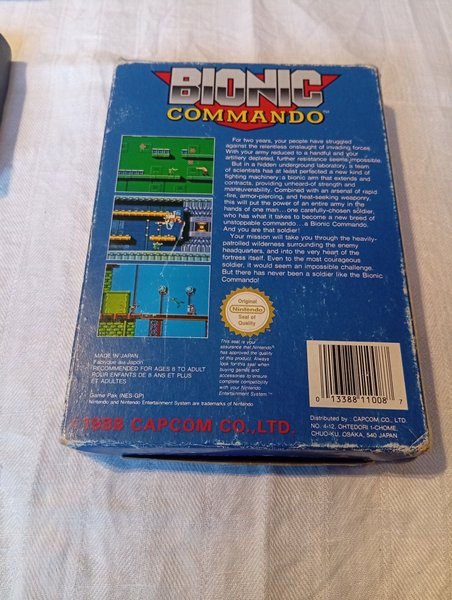 BIONIC
COMMANDO™
For two years, your people have struggled
against the relentless onslaught of invading forces.
With your army reduced to a handful and your
artillery depleted, further resistance seems impossible.
But in a hidden underground laboratory, a team
of scientists has at least perfected a new kind of
fighting machinery: a bionic arm that extends and
contracts, providing unheard-of strength and
maneuverability. Combined with an arsenal of rapid
-fire, armor-piercing, and heat-seeking weaponry,
this will put the power of an entire army in the
hands of one man...one carefully-chosen soldier,
who has what it takes to become a new breed of
unstoppable commando...a Bionic Commando.
And you are that soldier!
Your mission will take you through the heavily-
patrolled wilderness surrounding the enemy
headquarters, and into the very heart of the
fortress itself. Even to the most courageous
soldier, it would seem an impossible challenge.
But there has never been a soldier like the Bionic
Commando!
Original
Nintendo
Seal of
Quality
This seal is your
assurance that Nintendo
has approved the quality
of this product. Always
look for this seal when
buying games and
accessories to ensure
complete compatibility
with your Nintendo
Entertainment System™
MADE IN JAPAN
Fabriqué au Japon
RECOMMENDED FOR AGES 8 TO ADULT
POUR ENFANTS DE 8 ANS ET PLUS
ET ADULTES
Game Pak (NES-GP)
Nintendo and Nintendo Entertainment System are trademarks of Nintendo.
0 13388 11008 7
©1988 CAPCOM CO., LTD.
Distributed by : CAPCOM CO., LTD.
NO. 4-12, OHTEDORI 1-CHOME,
CHUO-KU, OSAKA, 540 JAPAN